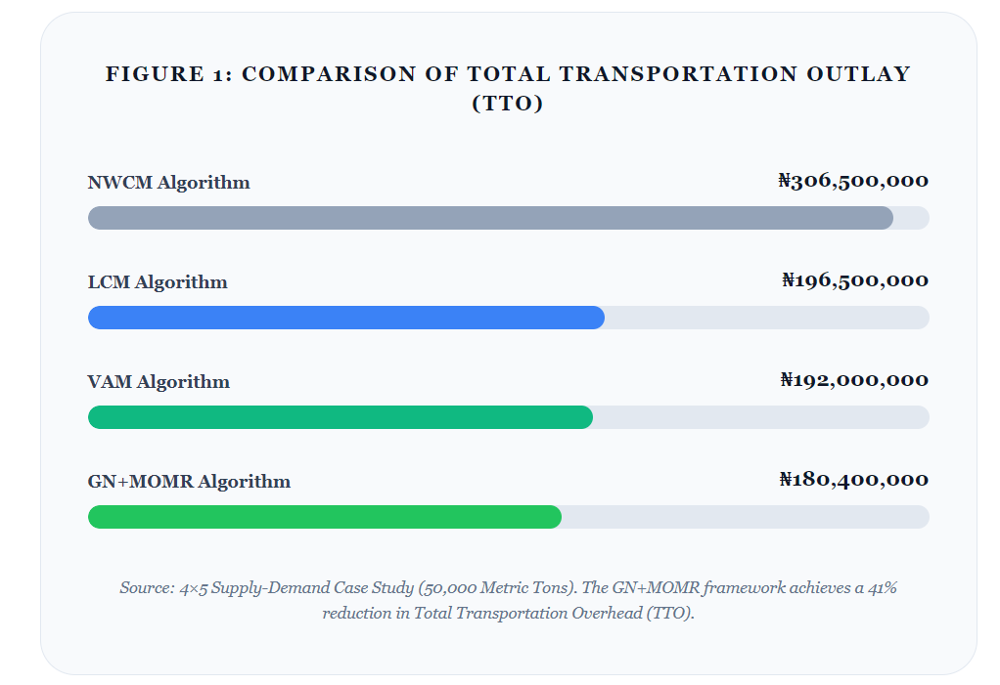 FIGURE 1: COMPARISON OF TOTAL TRANSPORTATION OUTLAY
(TTO)
NWCM Algorithm
₦306,500,000
LCM Algorithm
₦196,500,000
VAM Algorithm
₦192,000,000
GN+MOMR Algorithm
₦180,400,000
Source: 4×5 Supply-Demand Case Study (50,000 Metric Tons). The GN+MOMR framework achieves a 41%
reduction in Total Transportation Overhead (TTO).